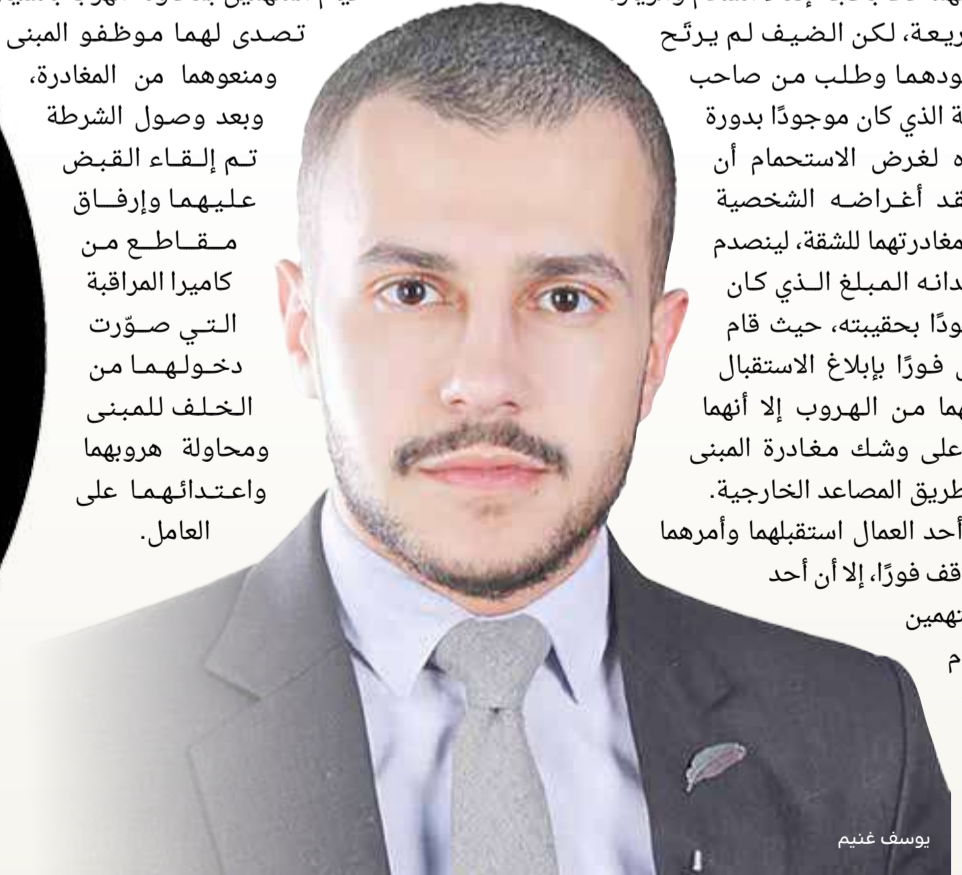 ريعة، لكن الضيف لم يرتَح
ودهما وطلب من صاحب
ة الذي كان موجودًا بدورة
ه لغرض الاستحمام أن
قد أغراضه الشخصية
مغادرتهما للشقة، لينصدم
دانه المبلغ الذي كان
ودًا بحقيبته، حيث قام
فورًا بإبلاغ الاستقبال
هما من الهروب إلا أنهما
على وشك مغادرة المبنى
طريق المصاعد الخارجية.
أحد العمال استقبلهما وأمرهما
قف فورًا، إلا أن أحد
تهمين
م
تصدى لهما موظفو المبنى
ومنعوهما من المغادرة،
وبعد وصول الشرطة
تم إلقاء القبض
عليهما وإرفاق
مقاطع من
كاميرا المراقبة
التي صوّرت
دخولهما من
الخلف للمبنى
ومحاولة هروبهما
واعتدائهما على
العامل.
يوسف غنيم